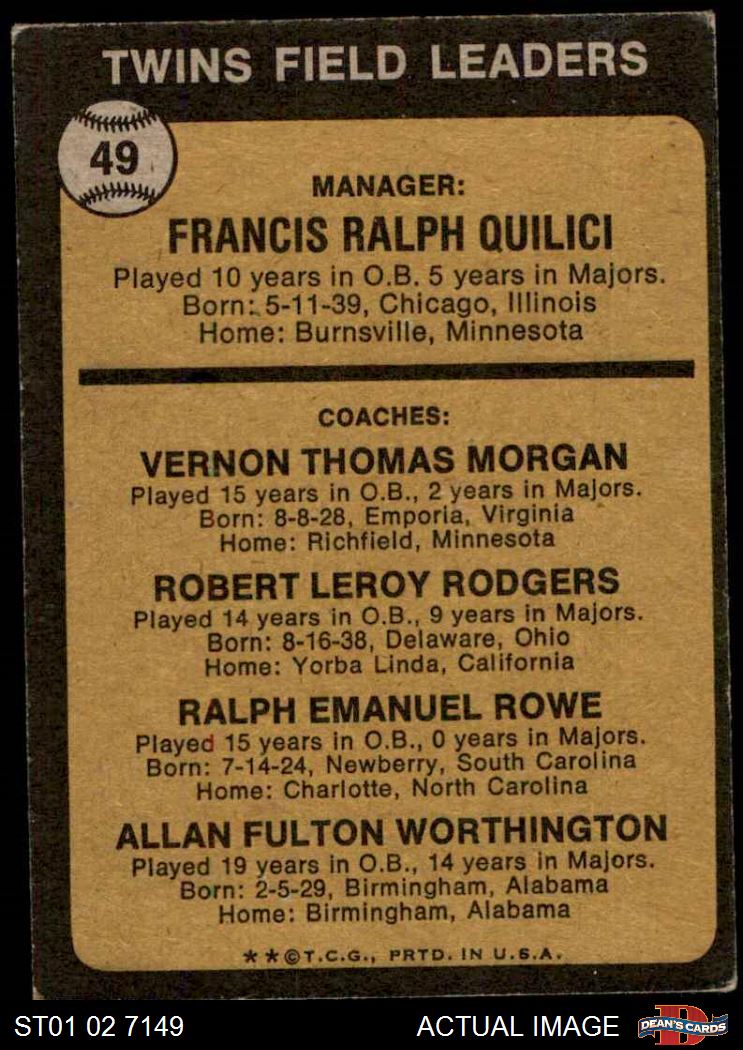 TWINS FIELD LEADERS
49
MANAGER:
FRANCIS RALPH QUILICI
Played 10 years in O.B. 5 years in Majors.
Born: 5-11-39, Chicago, Illinois
Home: Burnsville, Minnesota
COACHES:
VERNON THOMAS MORGAN
Played 15 years in O.B., 2 years in Majors.
Born: 8-8-28, Emporia, Virginia
Home: Richfield, Minnesota
ROBERT LEROY RODGERS
Played 14 years in O.B., 9 years in Majors.
Born: 8-16-38, Delaware, Ohio
Home: Yorba Linda, California
RALPH EMANUEL ROWE
Played 15 years in O.B., 0 years in Majors.
Born: 7-14-24, Newberry, South Carolina
Home: Charlotte, North Carolina
ALLAN FULTON WORTHINGTON
Played 19 years in O.B., 14 years in Majors.
Born: 2-5-29, Birmingham, Alabama
Home: Birmingham, Alabama
**©T.C.G., PRTD. IN U.S.A.
ST01 02 7149 ACTUAL IMAGE D DEAN'S CARDS